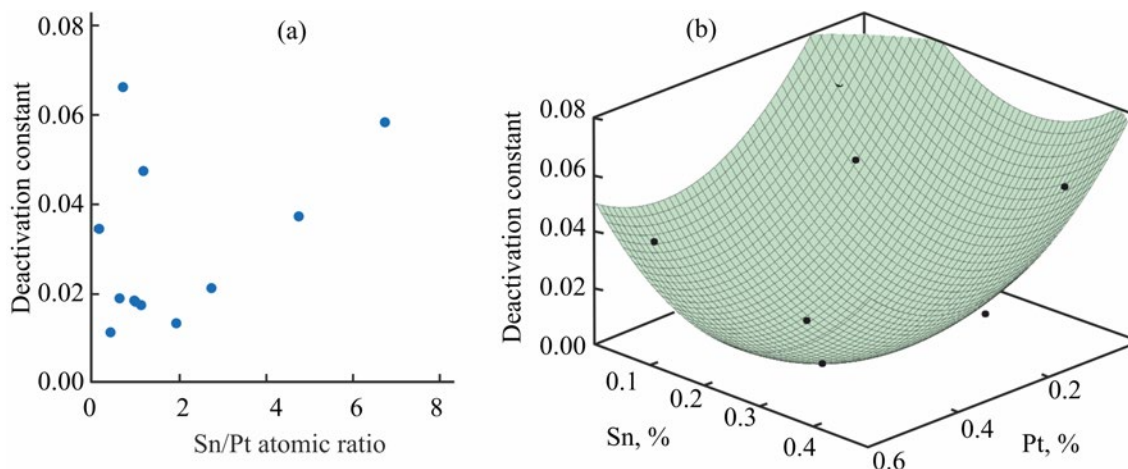 (a)
Deactivation constant
0.08
0.06
0.04
0.02
0.00
0 2 4 6 8
Sn/Pt atomic ratio
(b)
Deactivation constant
0.08
0.06
0.04
0.02
0.00
0.1
0.2
0.3
0.4
Sn, %
0.6
0.4
0.2
Pt, %